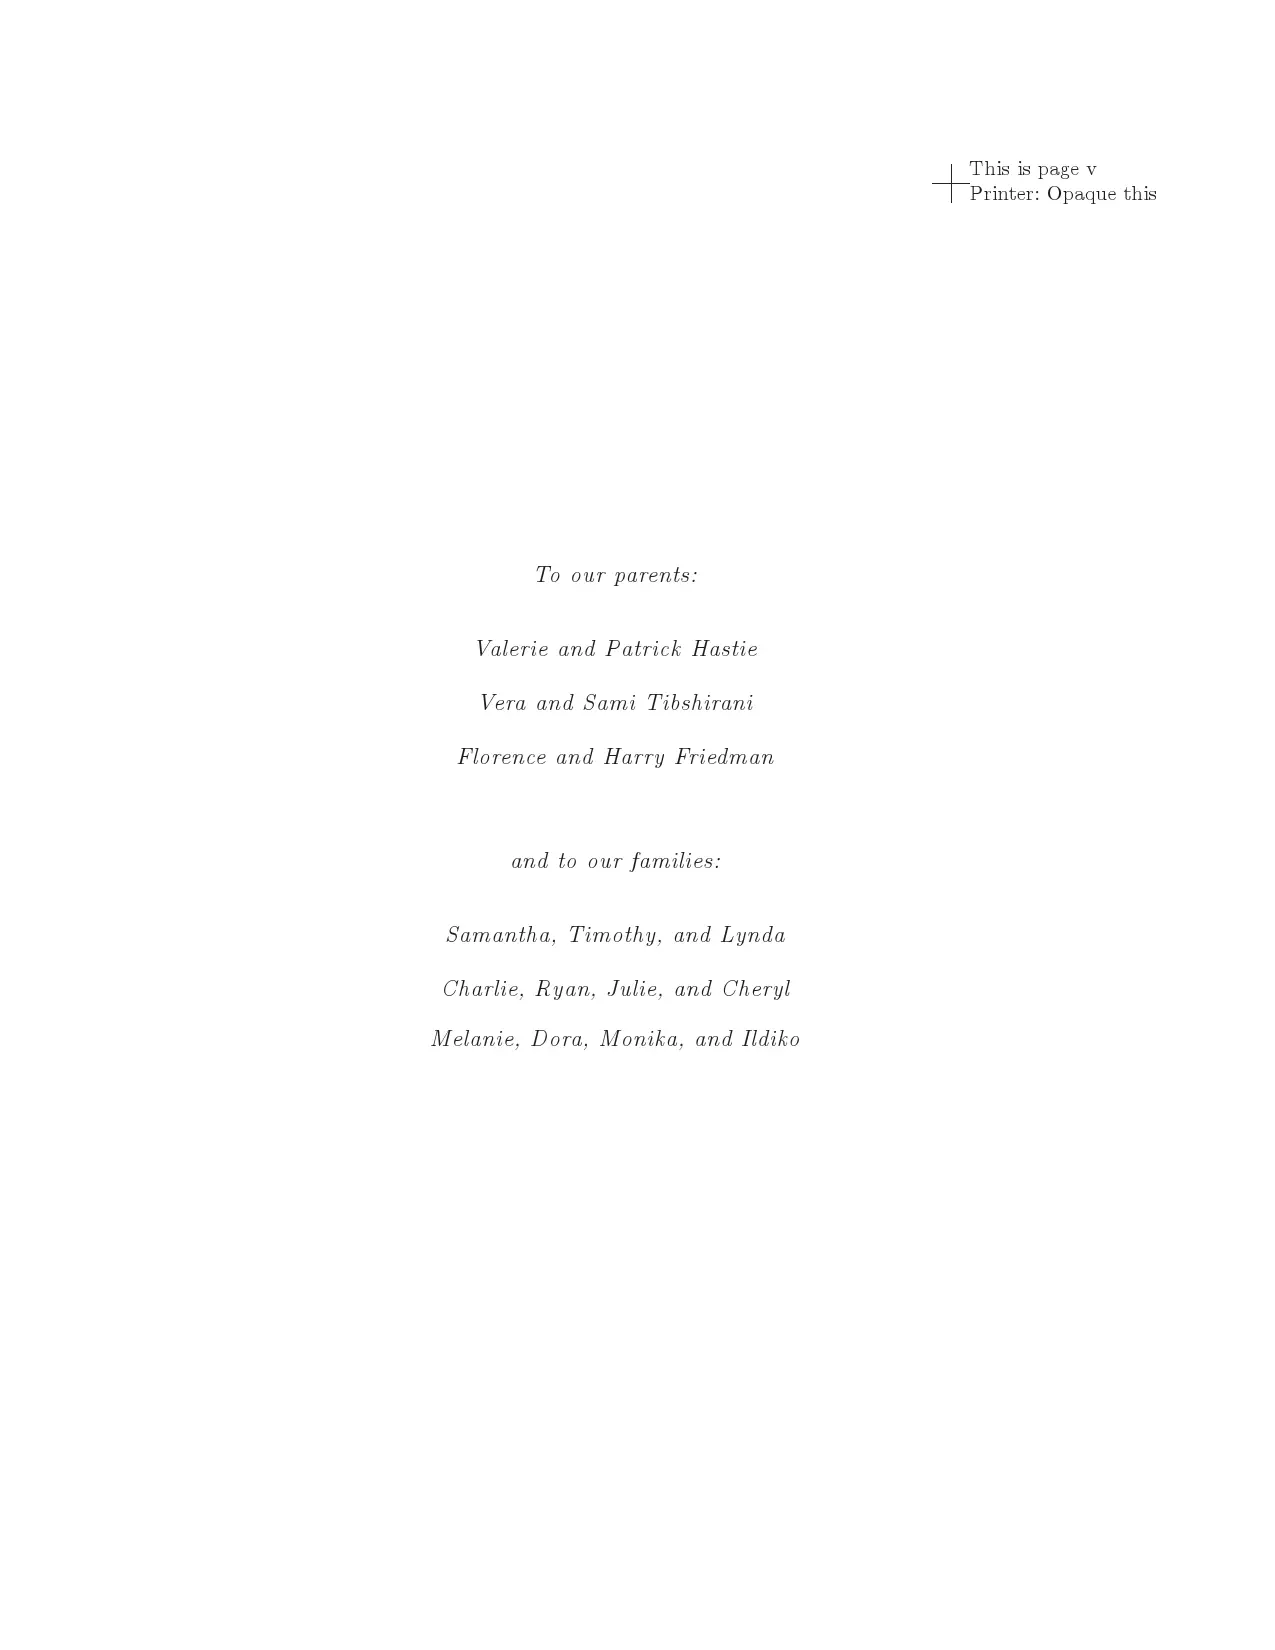 This is page v
Printer: Opaque this
To our parents:
Valerie and Patrick Hastie
Vera and Sami Tibshirani
Florence and Harry Friedman
and to our families:
Samantha, Timothy, and Lynda
Charlie, Ryan, Julie, and Cheryl
Melanie, Dora, Monika, and Ildiko